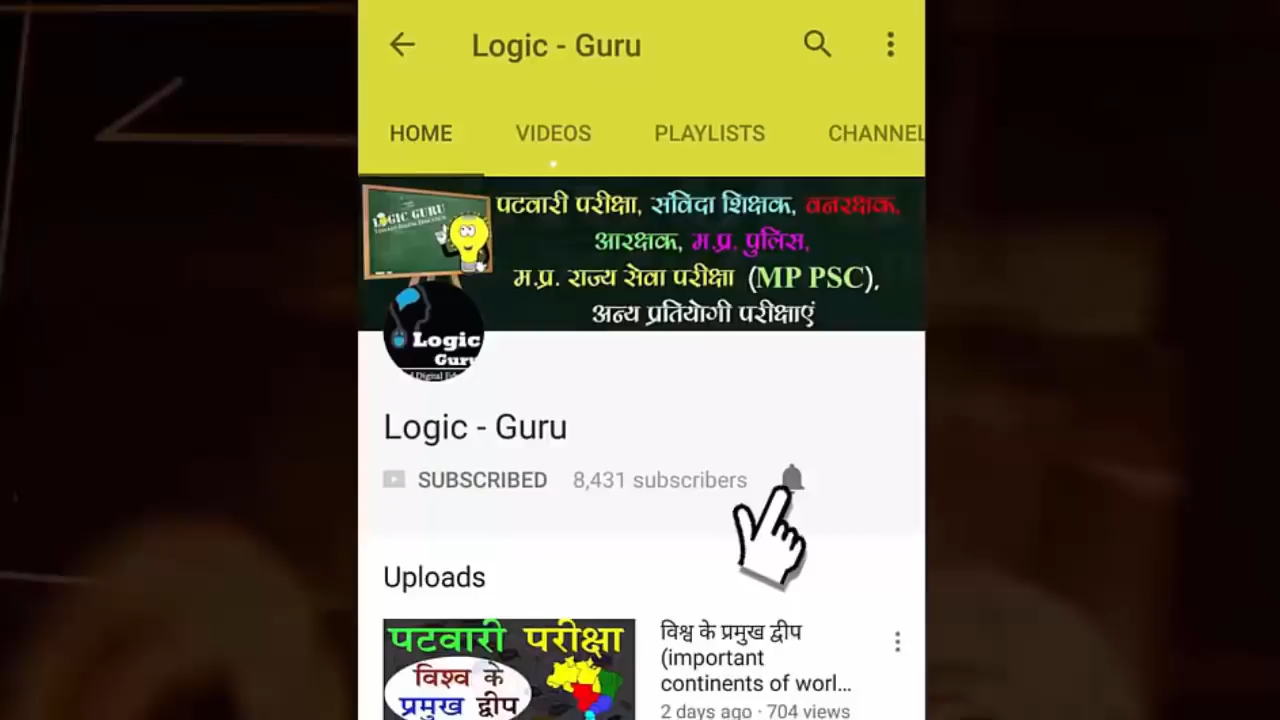 Logic - Guru
HOME VIDEOS PLAYLISTS CHANNEL
LOGIC GURU
पटवारी परीक्षा, संविदा शिक्षक, वनरक्षक,
आरक्षक, म.प्र. पुलिस,
म.प्र. राज्य सेवा परीक्षा (MP PSC),
अन्य प्रतियोगी परीक्षाएं
Logic
Guru
Digital
Logic - Guru
SUBSCRIBED 8,431 subscribers
Uploads
पटवारी परीक्षा
विश्व के
प्रमुख द्वीप
विश्व के प्रमुख द्वीप
(important
continents of worl...
2 days ago · 704 views